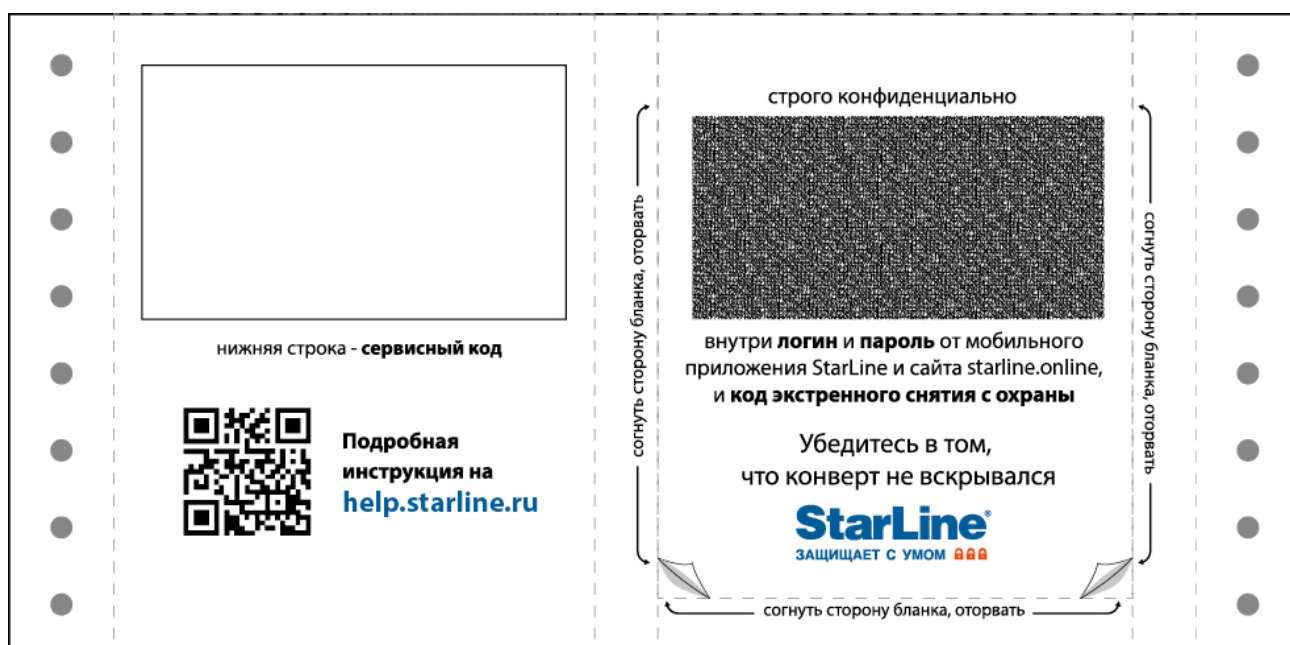 нижняя строка - сервисный код
Подробная
инструкция на
help.starline.ru
строго конфиденциально
согнуть сторону бланка, оторвать
внутри логин и пароль от мобильного
приложения StarLine и сайта starline.online,
и код экстренного снятия с охраны
Убедитесь в том,
что конверт не вскрывался
StarLine®
ЗАЩИЩАЕТ С УМОМ
согнуть сторону бланка, оторвать
согнуть сторону бланка, оторвать